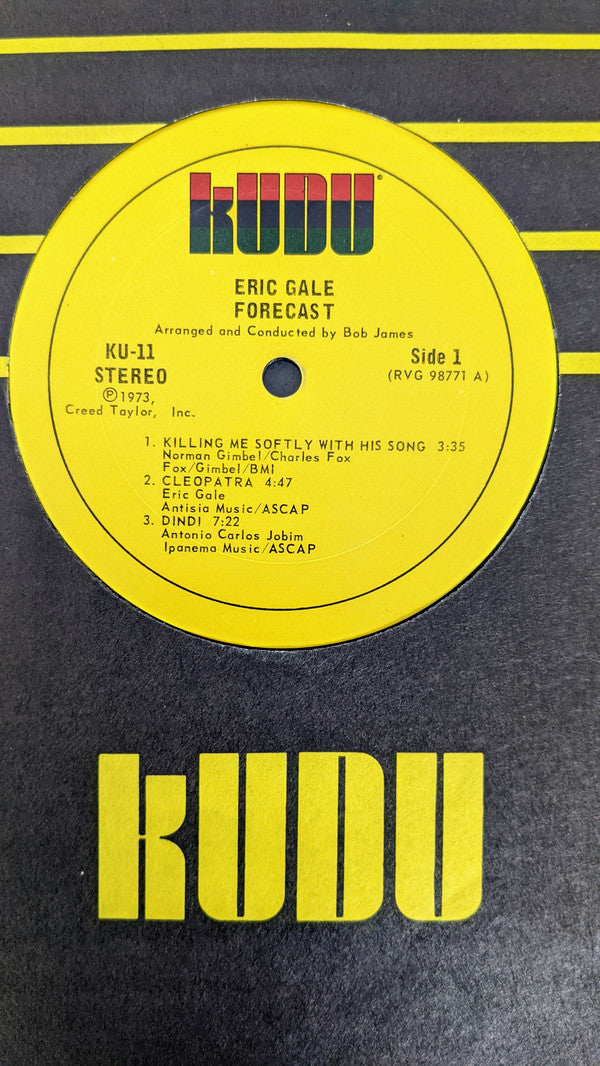 kUDU©
ERIC GALE
FORECAST
Arranged and Conducted by Bob James
KU-11
STEREO
Ⓟ1973,
Creed Taylor, Inc.
Side 1
(RVG 98771 A)
1. KILLING ME SOFTLY WITH HIS SONG 3:35
Norman Gimbel/Charles Fox
Fox/Gimbel/BMI
2. CLEOPATRA 4:47
Eric Gale
Antisia Music/ASCAP
3. DINDI 7:22
Antonio Carlos Jobim
Ipanema Music/ASCAP
kUDU